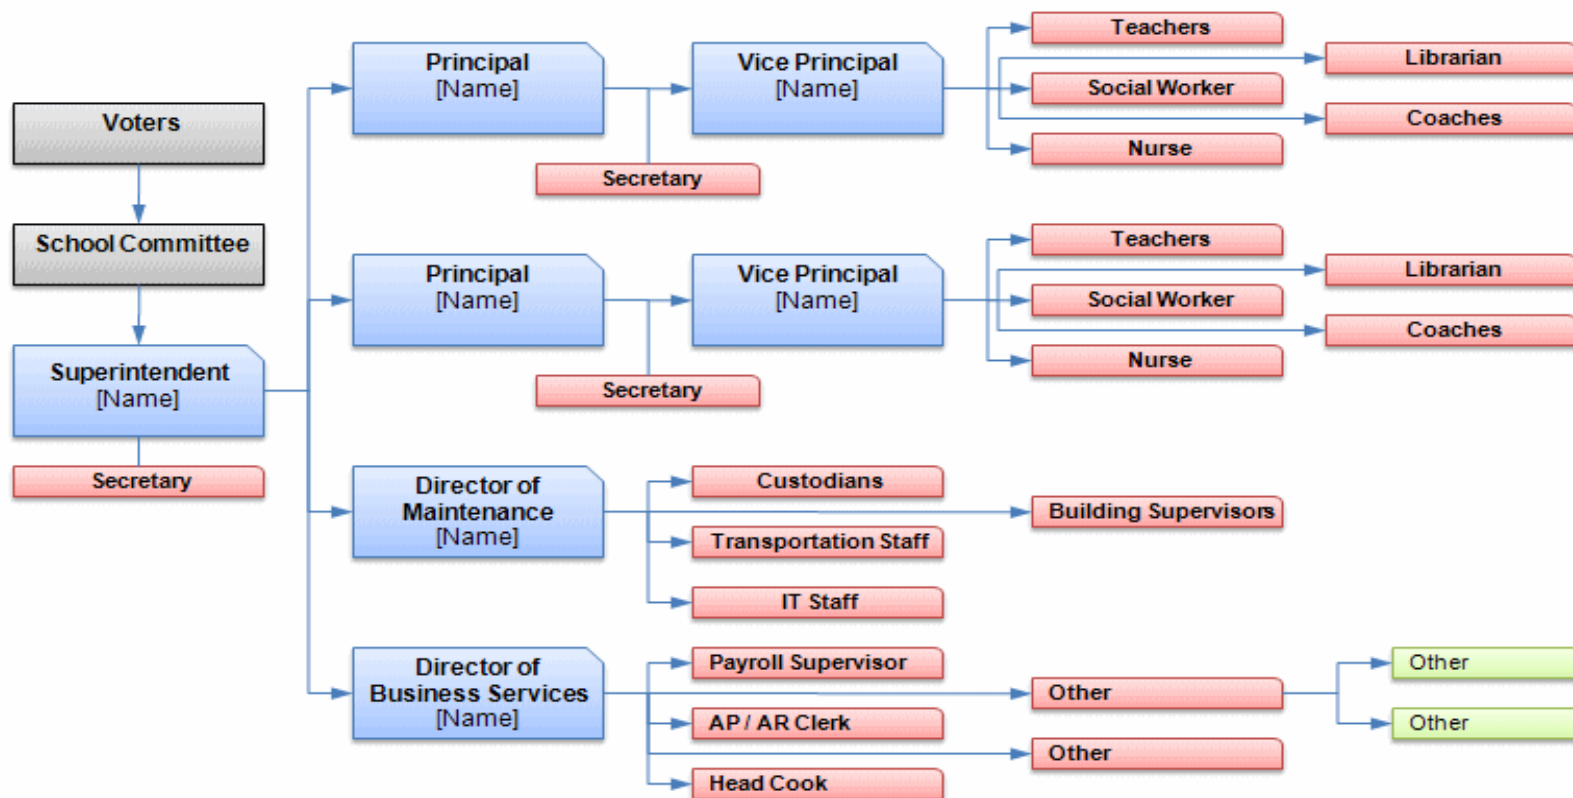 Voters
School Committee
Superintendent
[Name]
Secretary
Principal
[Name]
Secretary
Vice Principal
[Name]
Teachers
Librarian
Social Worker
Coaches
Nurse
Principal
[Name]
Secretary
Vice Principal
[Name]
Teachers
Librarian
Social Worker
Coaches
Nurse
Director of
Maintenance
[Name]
Custodians
Building Supervisors
Transportation Staff
IT Staff
Director of
Business Services
[Name]
Payroll Supervisor
Other
AP / AR Clerk
Other
Head Cook
Other
Other